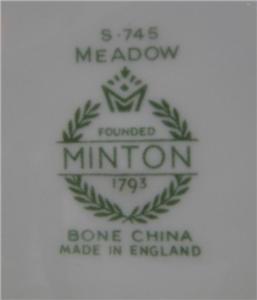 S-745
MEADOW
FOUNDED
MINTON
1793
BONE CHINA
MADE IN ENGLAND